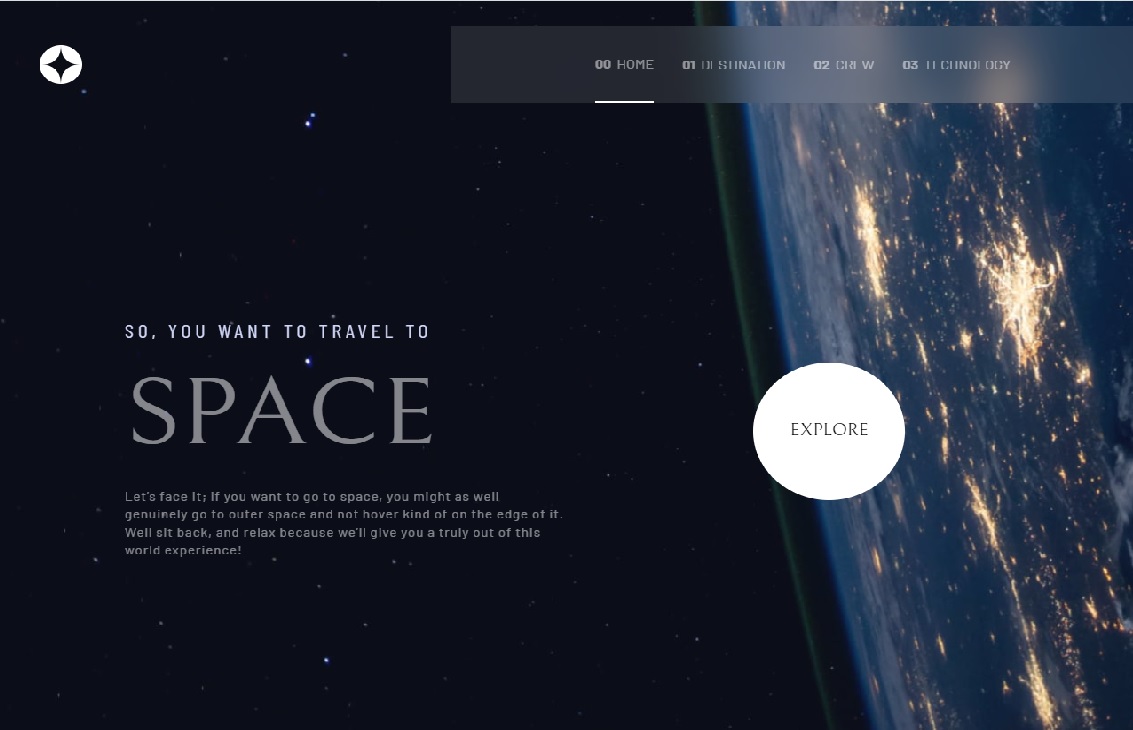 00 HOME 01 DESTINATION 02 CREW 03 TECHNOLOGY
SO, YOU WANT TO TRAVEL TO
SPACE
EXPLORE
Let's face it; if you want to go to space, you might as well
genuinely go to outer space and not hover kind of on the edge of it.
Well sit back, and relax because we'll give you a truly out of this
world experience!